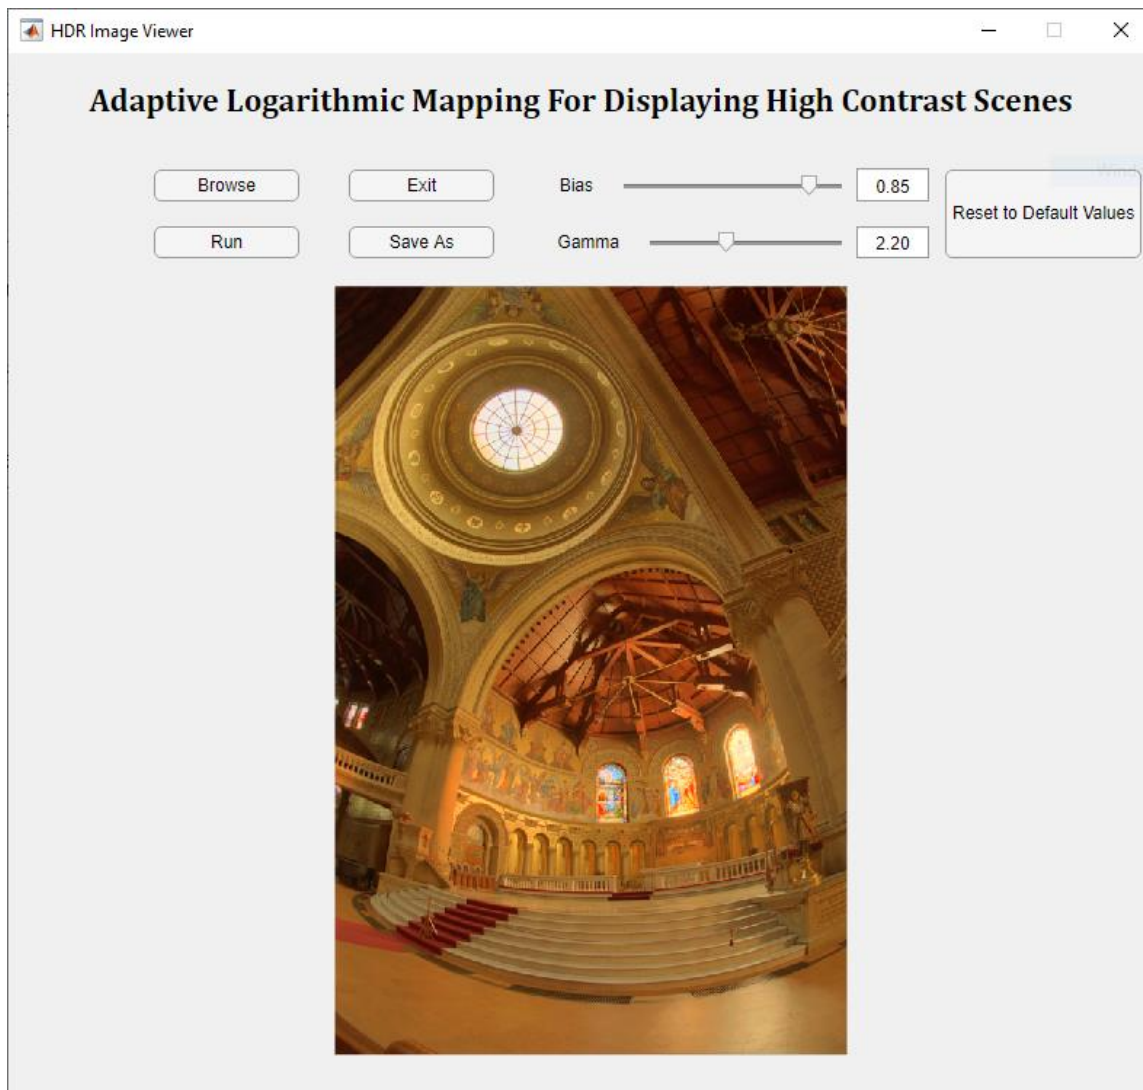 HDR Image Viewer
Adaptive Logarithmic Mapping For Displaying High Contrast Scenes
Browse Exit Bias 0.85 Wind
Reset to Default Values
Run Save As Gamma 2.20